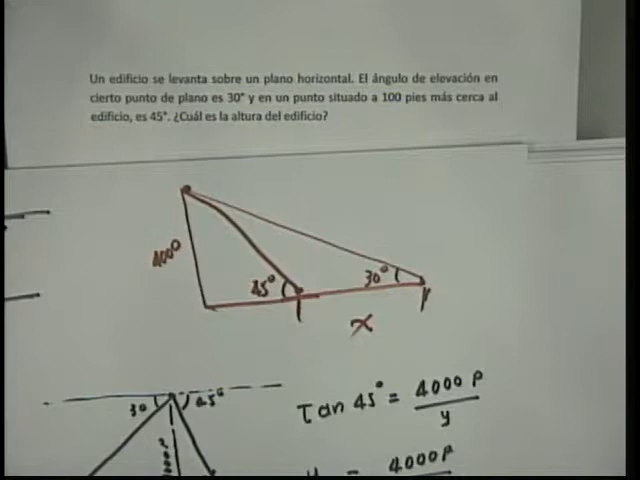 Un edificio se levanta sobre un plano horizontal. El ángulo de elevación en
cierto punto de plano es 30° y en un punto situado a 100 pies más cerca al
edificio, es 45°. ¿Cuál es la altura del edificio?
4000
45°
30°
x
30
45°
Tan 45° = 4000 P
y
4000P